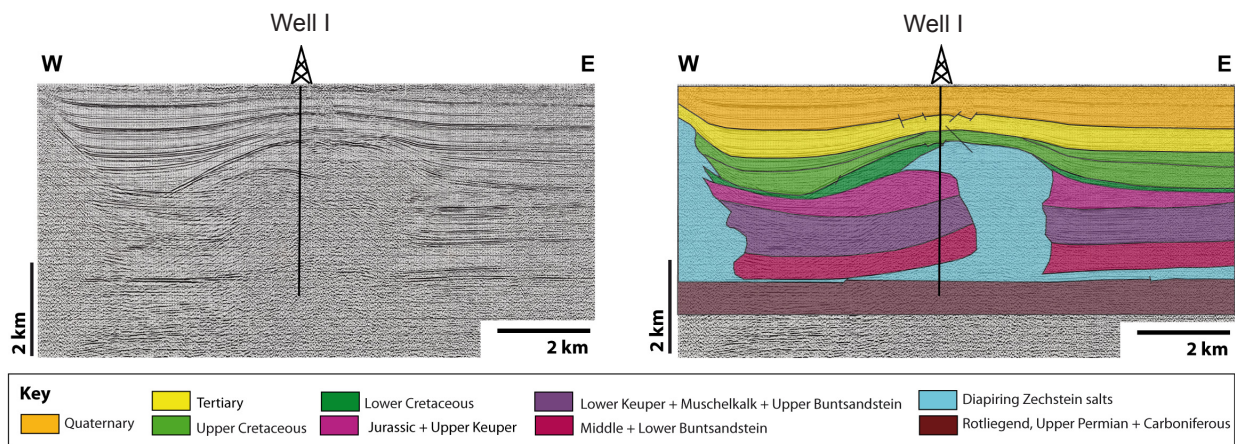 Well I
W
E
2 km
2 km
Well I
W
E
2 km
2 km
Key
Quaternary
Tertiary
Upper Cretaceous
Lower Cretaceous
Jurassic + Upper Keuper
Lower Keuper + Muschelkalk + Upper Buntsandstein
Middle + Lower Buntsandstein
Diapiring Zechstein salts
Rotliegend, Upper Permian + Carboniferous